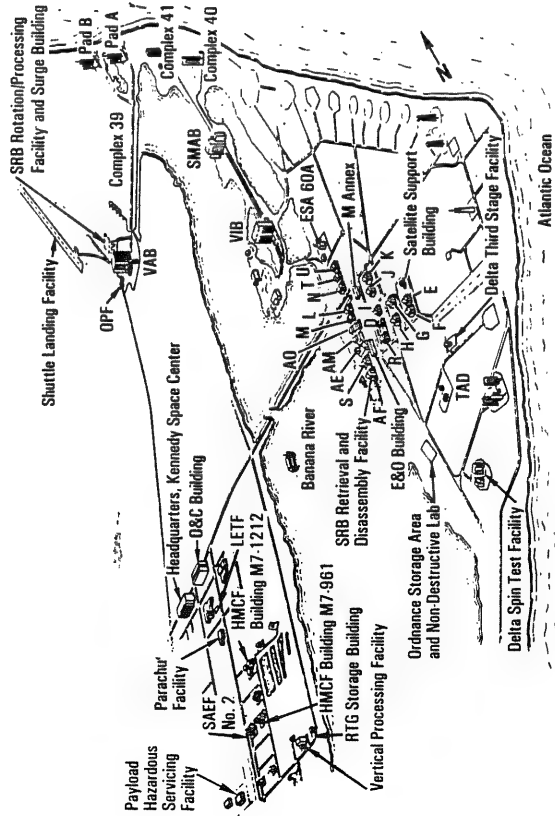 SRB Rotation/Processing
Facility and Surge Building
Shuttle Landing Facility
Pad B
Pad A
Complex 39
Complex 41
Complex 40
OPF
VAB
SMAB
VIB
Headquarters, Kennedy Space Center
O&C Building
Parachu
Facility
LETF
SAEF
No. 2
HMCF
Building M7-1212
HMCF Building M7-961
Payload
Hazardous
Servicing
Facility
RTG Storage Building
Vertical Processing Facility
Banana River
ESA 60A
M Annex
U
T
N
L
M
AO
AM
AE
S
AF
D
I
J
K
R
H
G
F
E
Satellite Support
Building
SRB Retrieval and
Disassembly Facility
E&O Building
Delta Third Stage Facility
TAD
Ordnance Storage Area
and Non-Destructive Lab
Delta Spin Test Facility
Atlantic Ocean
N